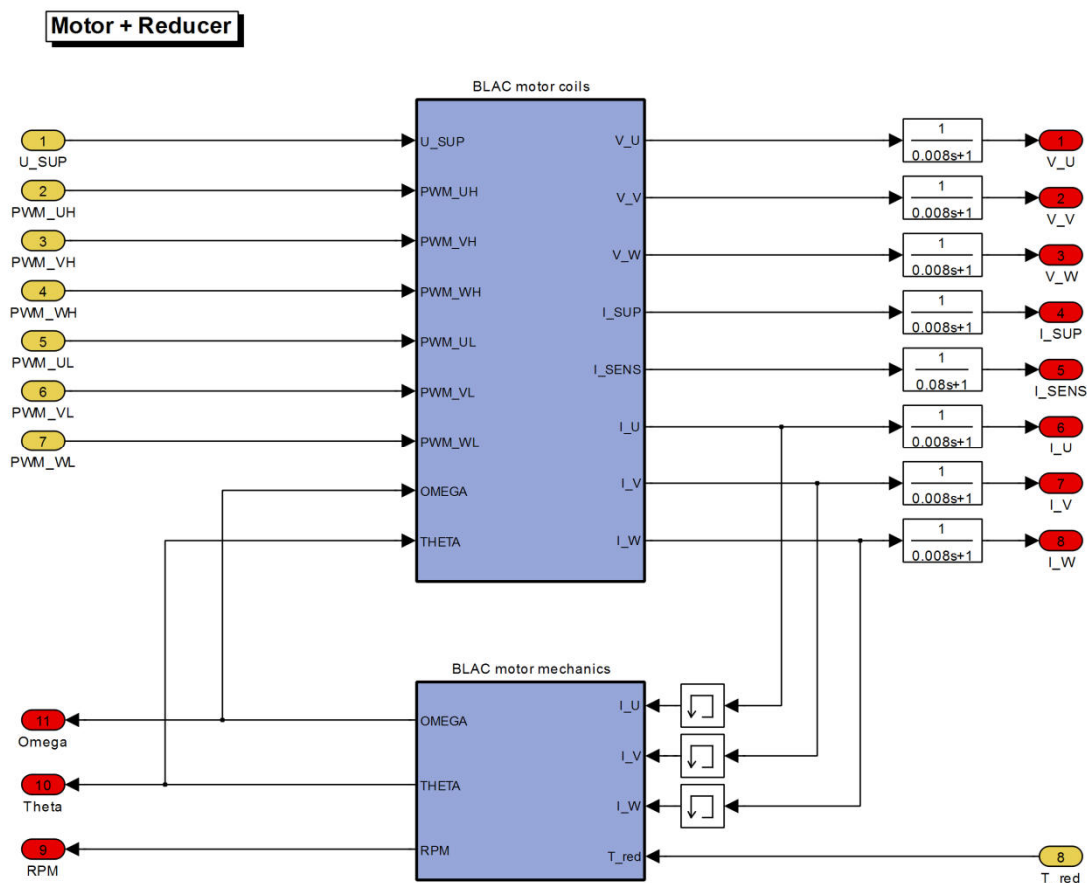 Motor + Reducer
BLAC motor coils
1
U_SUP
2
PWM_UH
3
PWM_VH
4
PWM_WH
5
PWM_UL
6
PWM_VL
7
PWM_WL
U_SUP
PWM_UH
PWM_VH
PWM_WH
PWM_UL
PWM_VL
PWM_WL
OMEGA
THETA
V_U
V_V
V_W
I_SUP
I_SENS
I_U
I_V
I_W
1
0.008s+1
1
0.008s+1
1
0.008s+1
1
0.008s+1
1
0.08s+1
1
0.008s+1
1
0.008s+1
1
0.008s+1
1
V_U
2
V_V
3
V_W
4
I_SUP
5
I_SENS
6
I_U
7
I_V
8
I_W
BLAC motor mechanics
11
Omega
10
Theta
9
RPM
OMEGA
THETA
RPM
I_U
I_V
I_W
T_red
8
T_red